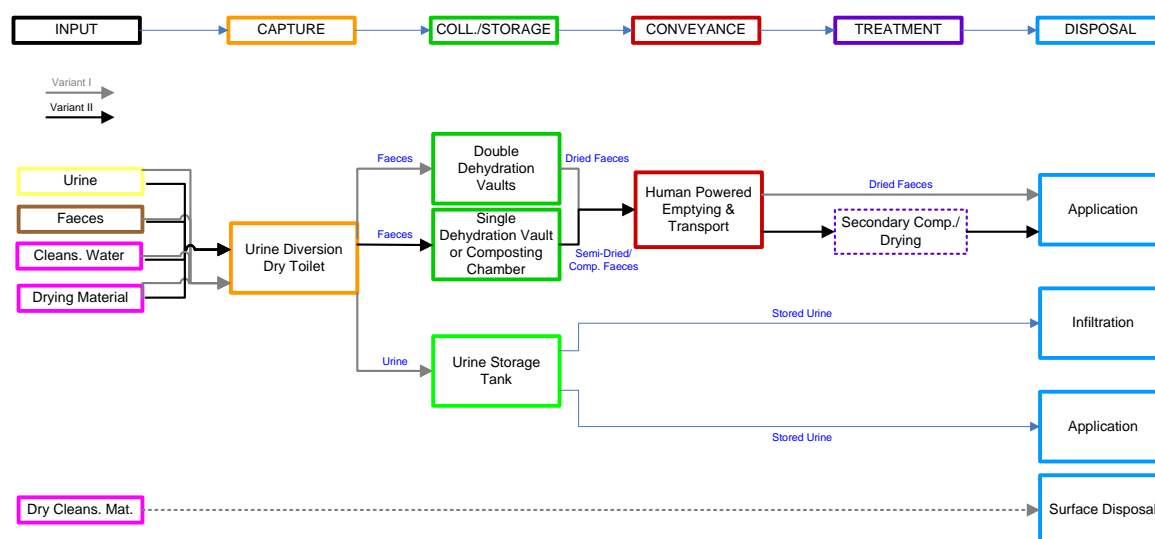 INPUT
CAPTURE
COLL./STORAGE
CONVEYANCE
TREATMENT
DISPOSAL
Variant I
Variant II
Urine
Faeces
Cleans. Water
Drying Material
Urine Diversion
Dry Toilet
Faeces
Faeces
Urine
Double
Dehydration
Vaults
Single
Dehydration Vault
or Composting
Chamber
Urine Storage
Tank
Dried Faeces
Semi-Dried/
Comp. Faeces
Human Powered
Emptying &
Transport
Dried Faeces
Secondary Comp./
Drying
Application
Stored Urine
Infiltration
Stored Urine
Application
Dry Cleans. Mat.
Surface Disposal